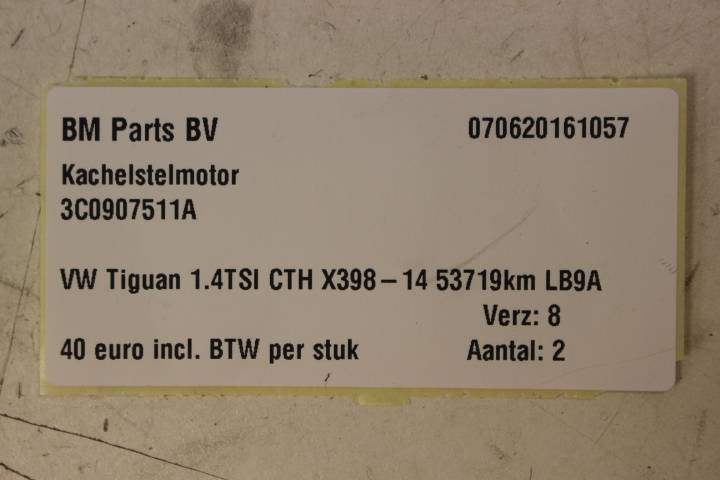 BM Parts BV 070620161057
Kachelstelmotor
3C0907511A
VW Tiguan 1.4TSI CTH X398-14 53719km LB9A
Verz: 8
40 euro incl. BTW per stuk Aantal: 2